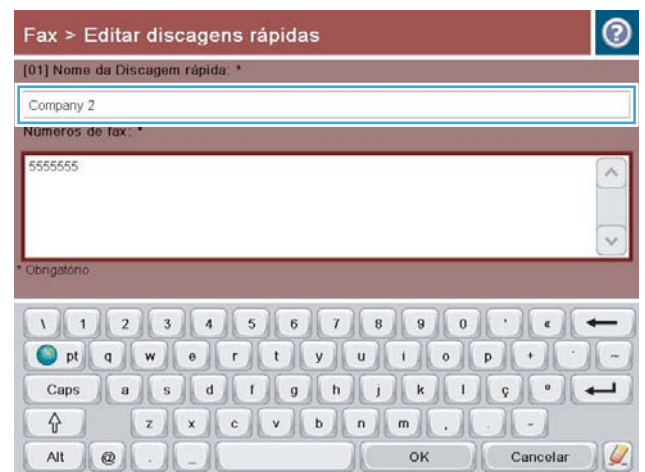 Fax > Editar discagens rápidas
[01] Nome da Discagem rápida: *
Company 2
Números de fax: *
5555555
* Obrigatório
\ 1 2 3 4 5 6 7 8 9 0 ' «
pt q w e r t y u i o p + ´ ~
Caps a s d f g h j k l ç º
z x c v b n m , . -
Alt @ . _ OK Cancelar